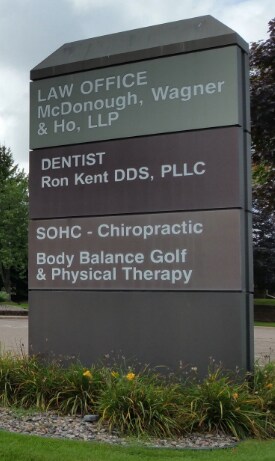 LAW OFFICE
McDonough, Wagner
& Ho, LLP
DENTIST
Ron Kent DDS, PLLC
SOHC - Chiropractic
Body Balance Golf
& Physical Therapy